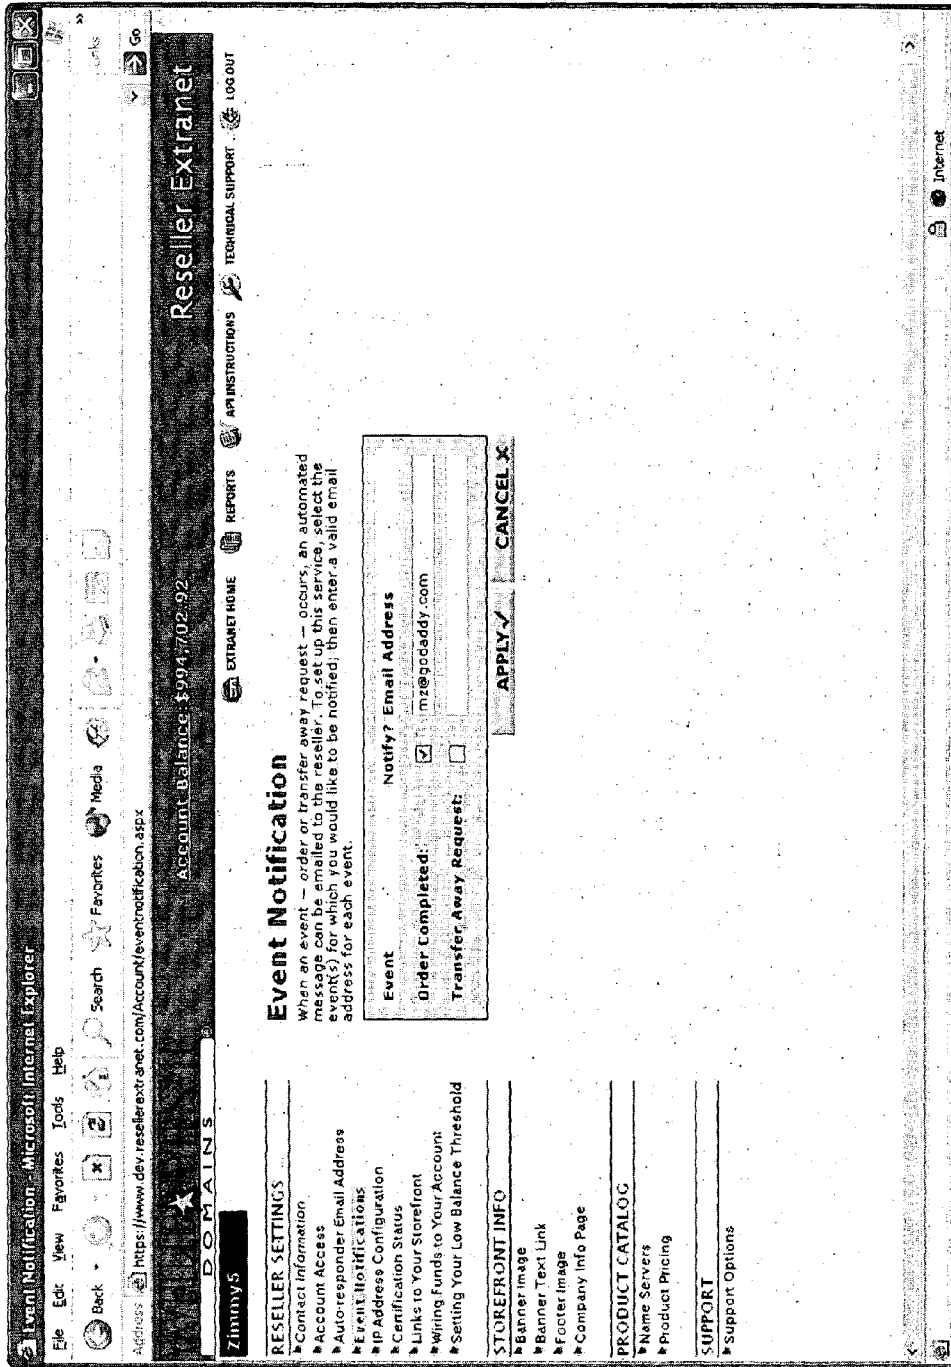 Event Notification - Microsoft Internet Explorer
File Edit View Favorites Tools Help
Back Search Favorites Media
Links
Address https://www.dev.resellerextranet.com/Account/eventnotification.aspx
Go
WILD WEST
DOMAINS
Account Balance $994,702.92
Reseller Extranet
Zimmy5
EXTRANET HOME REPORTS API INSTRUCTIONS TECHNICAL SUPPORT LOG OUT
RESELLER SETTINGS
Contact Information
Account Access
Auto-responder Email Address
Event Notifications
IP Address Configuration
Certification Status
Links to Your Storefront
Wiring Funds to Your Account
Setting Your Low Balance Threshold
STOREFRONT INFO
Banner Image
Banner Text Link
Footer Image
Company Info Page
PRODUCT CATALOG
Name Servers
Product Pricing
SUPPORT
Support Options
Event Notification
When an event — order or transfer away request — occurs, an automated
message can be emailed to the reseller. To set up this service, select the
event(s) for which you would like to be notified; then enter a valid email
address for each event.
Event Notify? Email Address
Order Completed: mz@godaddy.com
Transfer Away Request:
APPLY CANCEL X
Internet